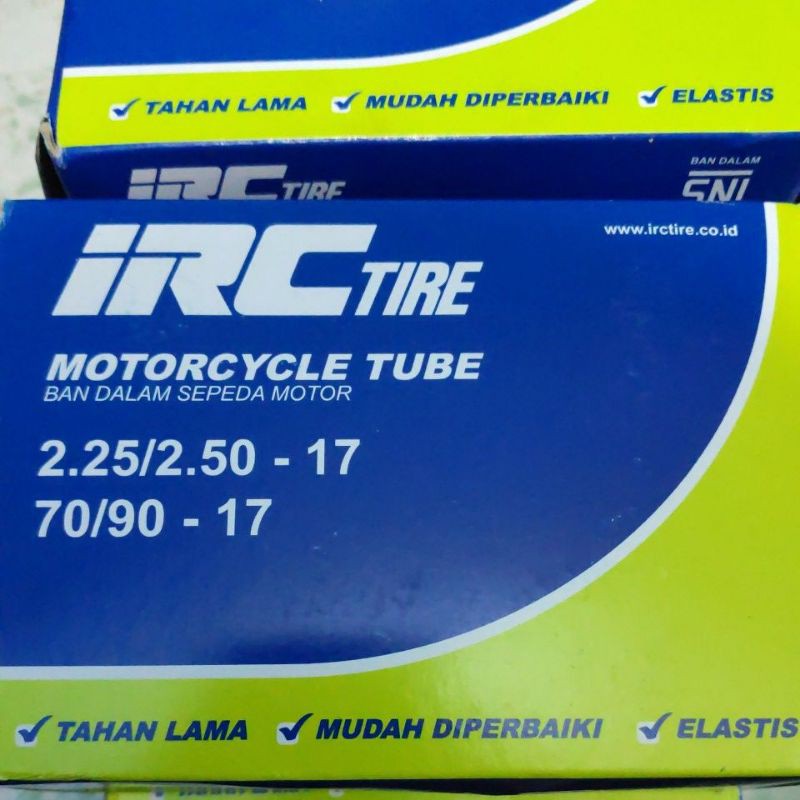 TAHAN LAMA MUDAH DIPERBAIKI ELASTIS
BAN DALAM
iRC TIRE SNI
iRC TIRE
www.irctire.co.id
MOTORCYCLE TUBE
BAN DALAM SEPEDA MOTOR
2.25/2.50 - 17
70/90 - 17
TAHAN LAMA MUDAH DIPERBAIKI ELASTIS